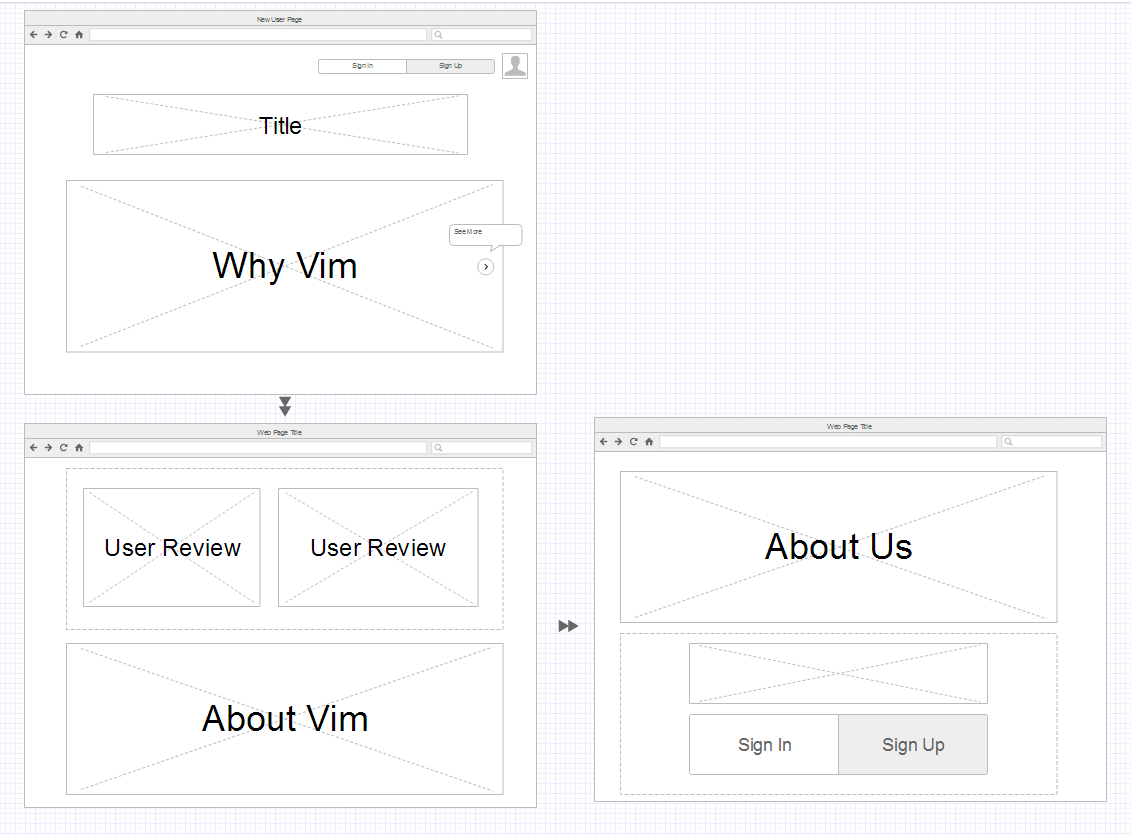 New User Page
Sign In
Sign Up
Title
See More
Why Vim
Web Page Title
User Review
User Review
About Vim
Web Page Title
About Us
Sign In
Sign Up